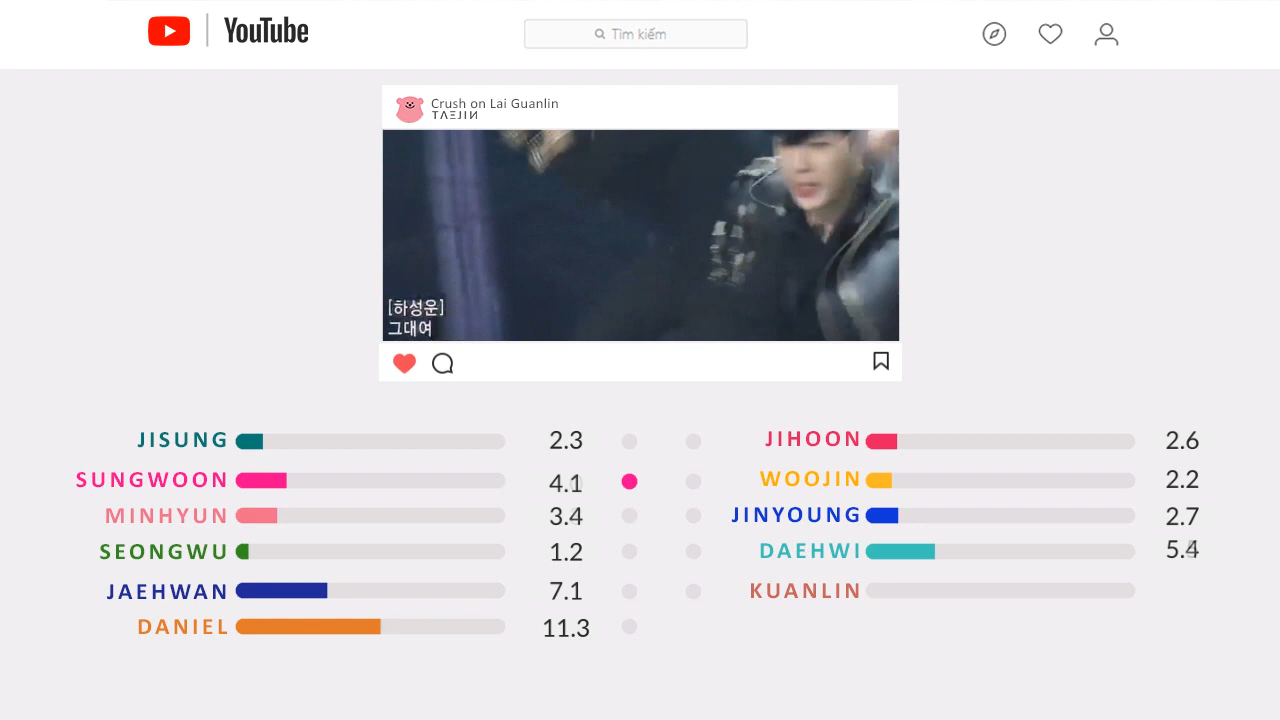 YouTube
Tìm kiếm
Crush on Lai Guanlin
TΛΞJIN
[하성운]
그대여
JISUNG 2.3
SUNGWOON 4.1
MINHYUN 3.4
SEONGWU 1.2
JAEHWAN 7.1
DANIEL 11.3
JIHOON 2.6
WOOJIN 2.2
JINYOUNG 2.7
DAEHWI 5.4
KUANLIN